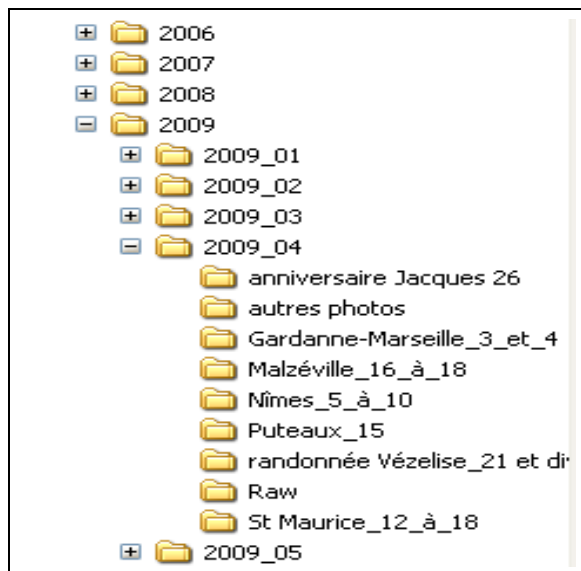 2006
2007
2008
2009
2009_01
2009_02
2009_03
2009_04
anniversaire Jacques 26
autres photos
Gardanne-Marseille_3_et_4
Malzéville_16_à_18
Nîmes_5_à_10
Puteaux_15
randonnée Vézelise_21 et
Raw
St Maurice_12_à_18
2009_05